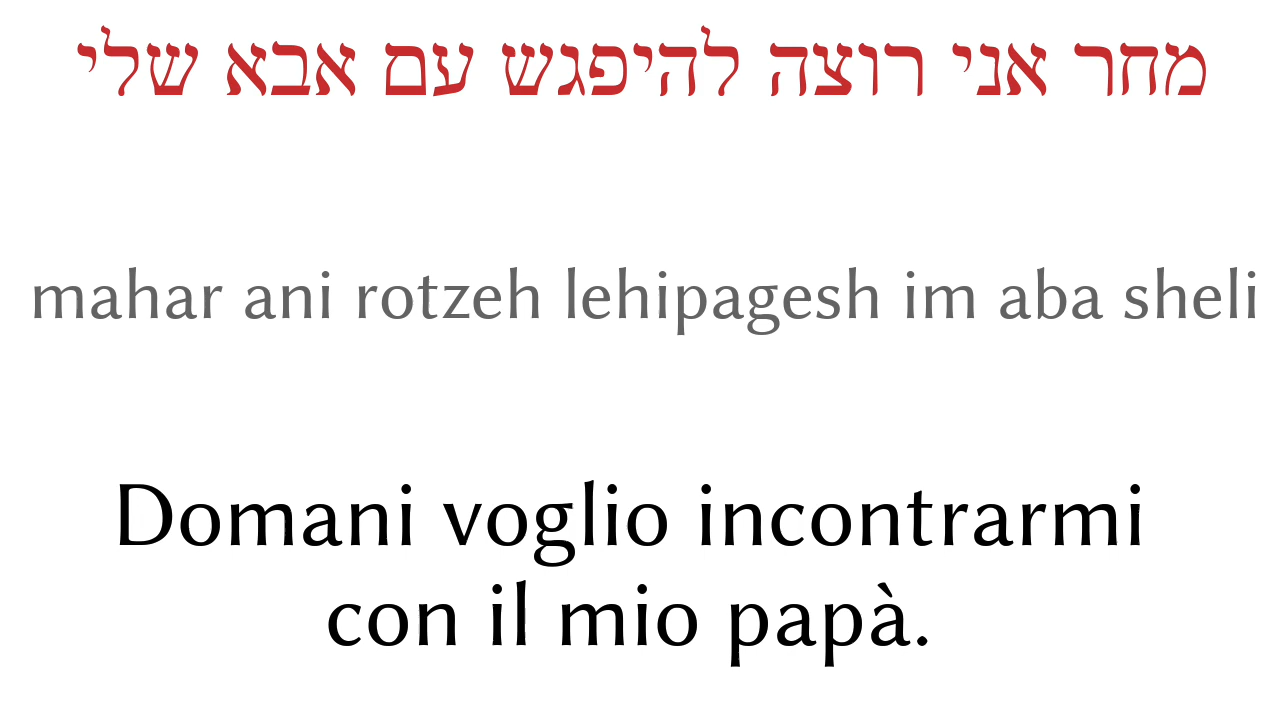 מחר אני רוצה להיפגש עם אבא שלי
mahar ani rotzeh lehipagesh im aba sheli
Domani voglio incontrarmi
con il mio papà.